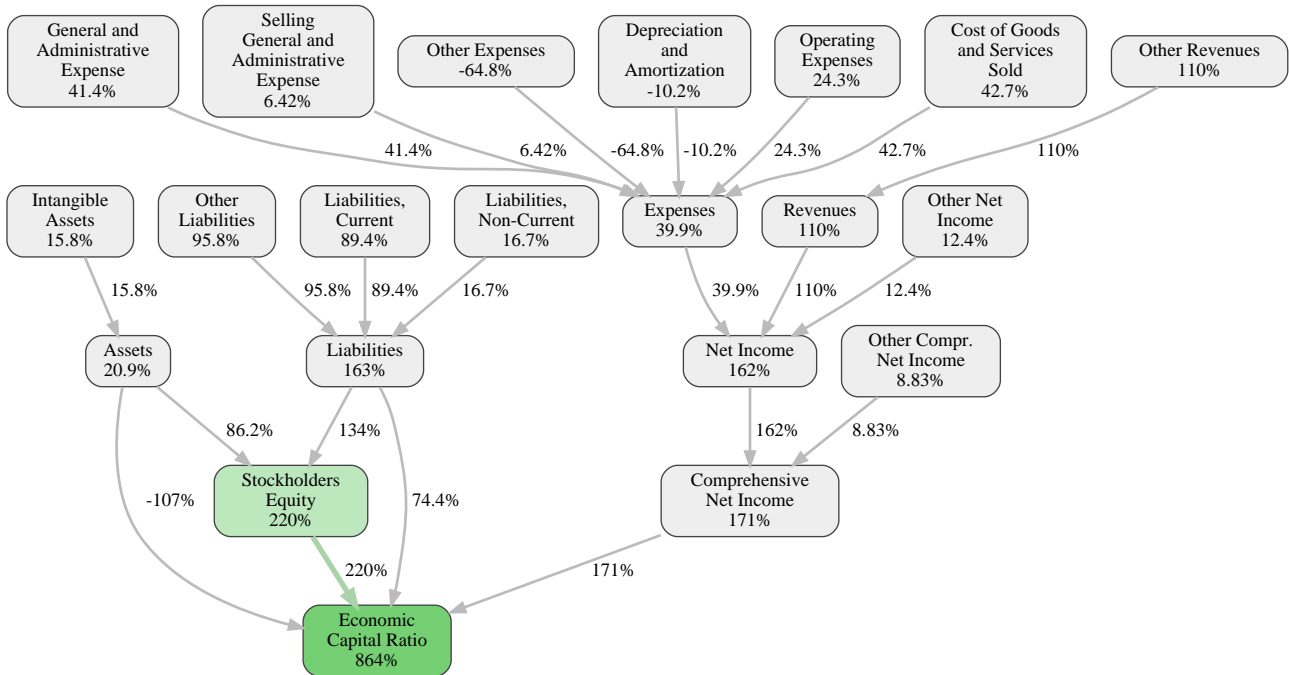 General and
Administrative
Expense
41.4%
Selling
General and
Administrative
Expense
6.42%
Other Expenses
-64.8%
Depreciation
and
Amortization
-10.2%
Operating
Expenses
24.3%
Cost of Goods
and Services
Sold
42.7%
Other Revenues
110%
41.4%
6.42%
-64.8%
-10.2%
24.3%
42.7%
110%
Intangible
Assets
15.8%
Other
Liabilities
95.8%
Liabilities,
Current
89.4%
Liabilities,
Non-Current
16.7%
Expenses
39.9%
Revenues
110%
Other Net
Income
12.4%
15.8%
95.8%
89.4%
16.7%
39.9%
110%
12.4%
Assets
20.9%
Liabilities
163%
Net Income
162%
Other Compr.
Net Income
8.83%
86.2%
134%
162%
8.83%
Stockholders
Equity
220%
Comprehensive
Net Income
171%
-107%
74.4%
220%
171%
Economic
Capital Ratio
864%